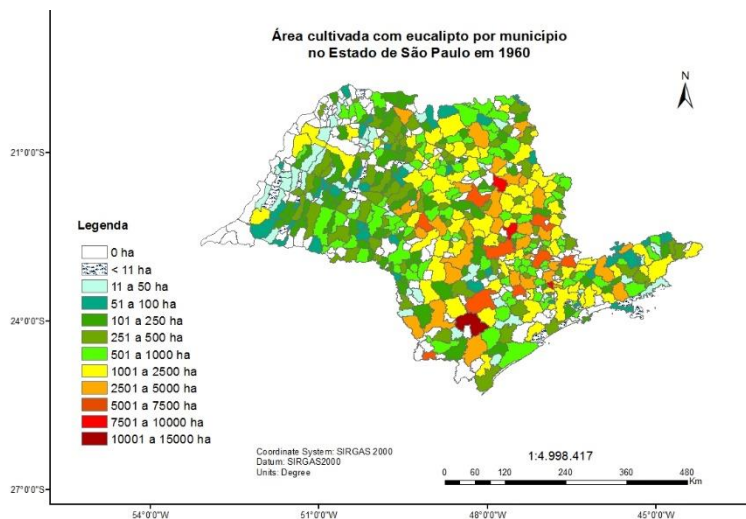 Área cultivada com eucalipto por município
no Estado de São Paulo em 1960
N
21°0'0"S
24°0'0"S
27°0'0"S
Legenda
0 ha
< 11 ha
11 a 50 ha
51 a 100 ha
101 a 250 ha
251 a 500 ha
501 a 1000 ha
1001 a 2500 ha
2501 a 5000 ha
5001 a 7500 ha
7501 a 10000 ha
10001 a 15000 ha
Coordinate System: SIRGAS 2000
Datum: SIRGAS2000
Units: Degree
1:4.998.417
0 30 60 120 240 360 480
Km
54°0'0"W 51°0'0"W 48°0'0"W 45°0'0"W